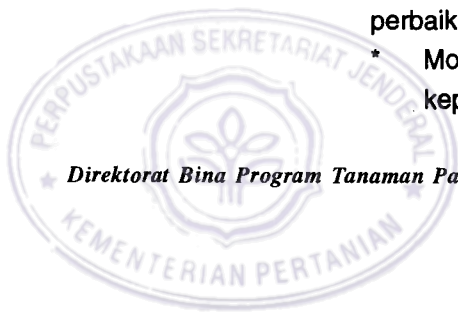 perbaik
* Mo
kep
Direktorat Bina Program Tanaman Pa
PERPUSTAKAAN SEKRETARIAT JENDERAL
KEMENTERIAN PERTANIAN